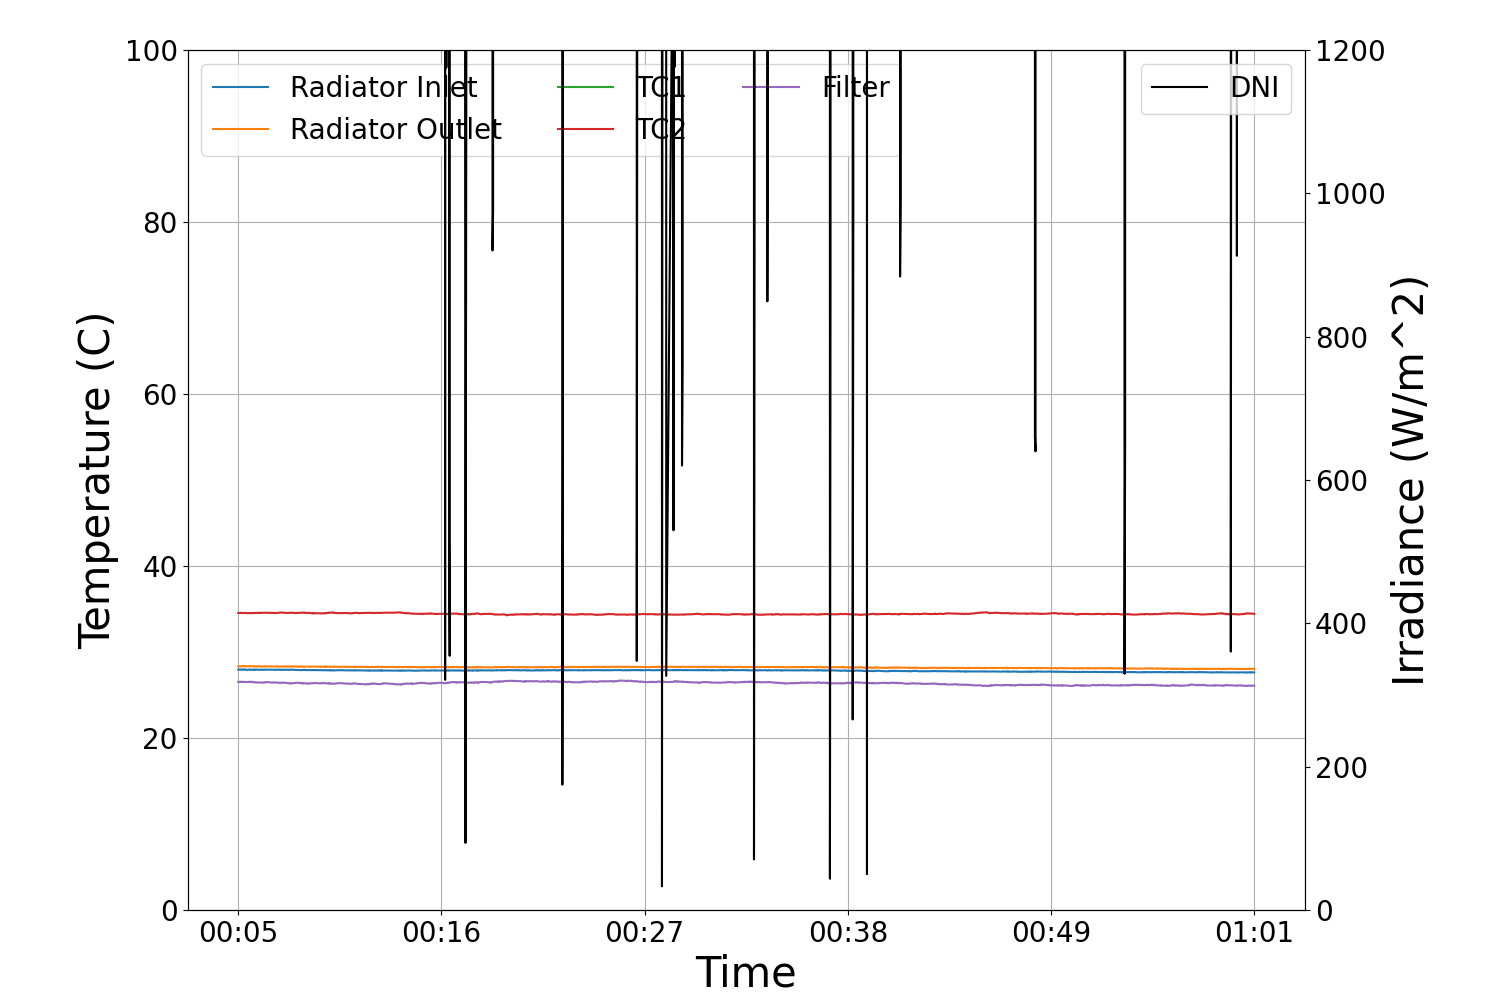 100
80
60
40
20
0
Temperature (C)
Radiator Inlet
Radiator Outlet
TC1
TC2
Filter
DNI
1200
1000
800
600
400
200
0
Irradiance (W/m^2)
00:05 00:16 00:27 00:38 00:49 01:01
Time